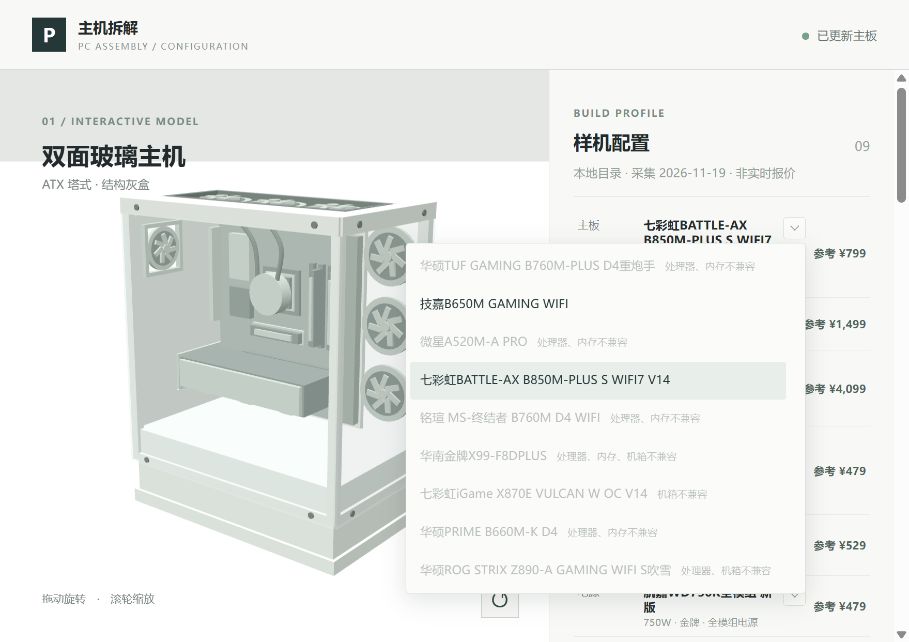 P
主机拆解
PC ASSEMBLY / CONFIGURATION
已更新主板
01 / INTERACTIVE MODEL
双面玻璃主机
ATX 塔式 · 结构灰盒
拖动旋转 · 滚轮缩放
BUILD PROFILE
样机配置
09
本地目录 · 采集 2026-11-19 · 非实时报价
主板
七彩虹BATTLE-AX
B850M-PLUS S WIFI7
参考 ¥799
华硕TUF GAMING B760M-PLUS D4重炮手 处理器、内存不兼容
技嘉B650M GAMING WIFI
微星A520M-A PRO 处理器、内存不兼容
七彩虹BATTLE-AX B850M-PLUS S WIFI7 V14
铭瑄 MS-终结者 B760M D4 WIFI 处理器、内存不兼容
华南金牌X99-F8DPLUS 处理器、内存、机箱不兼容
七彩虹iGame X870E VULCAN W OC V14 机箱不兼容
华硕PRIME B660M-K D4 处理器、内存不兼容
华硕ROG STRIX Z890-A GAMING WIFI S吹雪 处理器、机箱不兼容
参考 ¥1,499
参考 ¥4,099
参考 ¥479
参考 ¥529
版
参考 ¥479
750W · 金牌 · 全模组电源